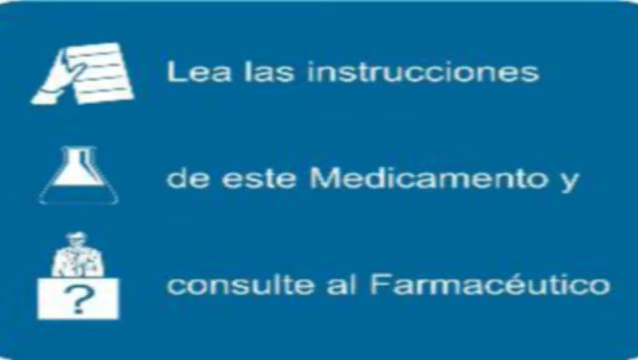 Lea las instrucciones
de este Medicamento y
?
consulte al Farmacéutico